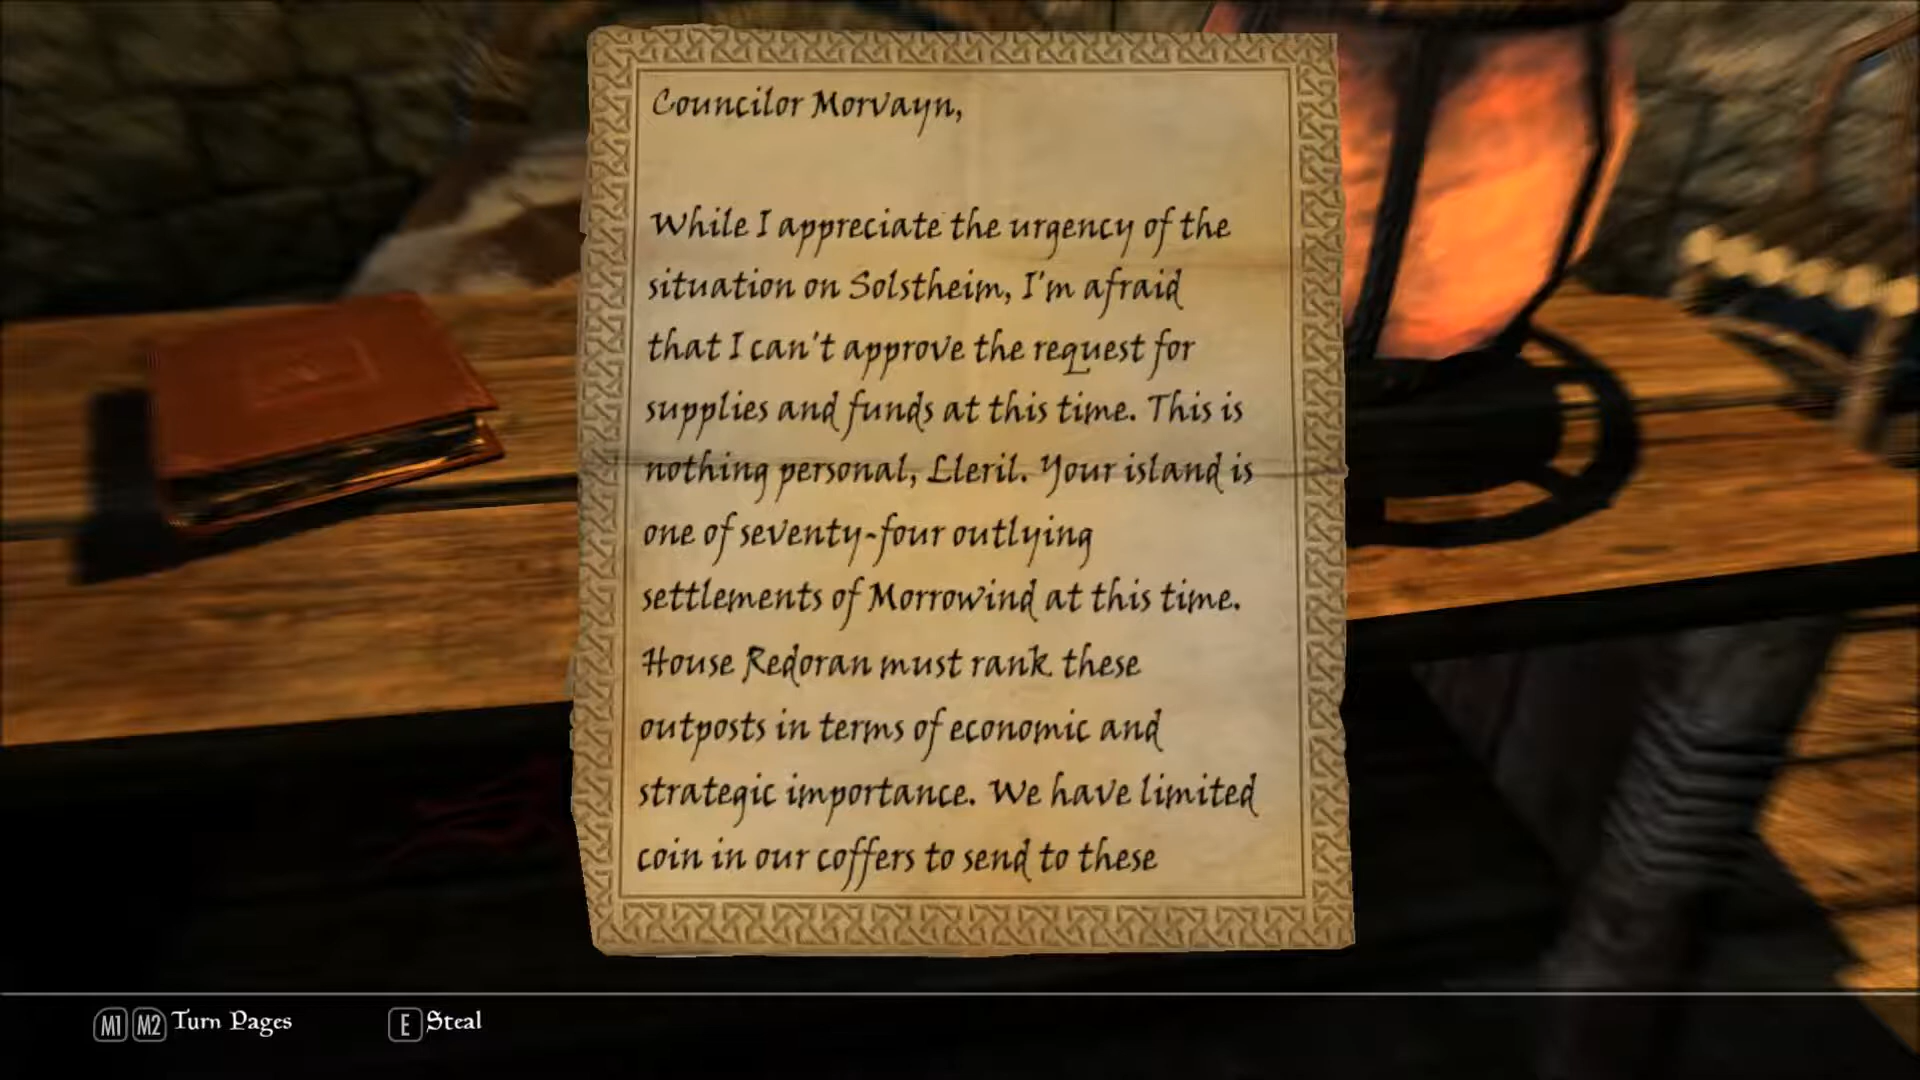 Councilor Morvayn,
While I appreciate the urgency of the
situation on Solstheim, I'm afraid
that I can't approve the request for
supplies and funds at this time. This is
nothing personal, Lleril. Your island is
one of seventy-four outlying
settlements of Morrowind at this time.
House Redoran must rank these
outposts in terms of economic and
strategic importance. We have limited
coin in our coffers to send to these
M1 M2 Turn Pages E Steal